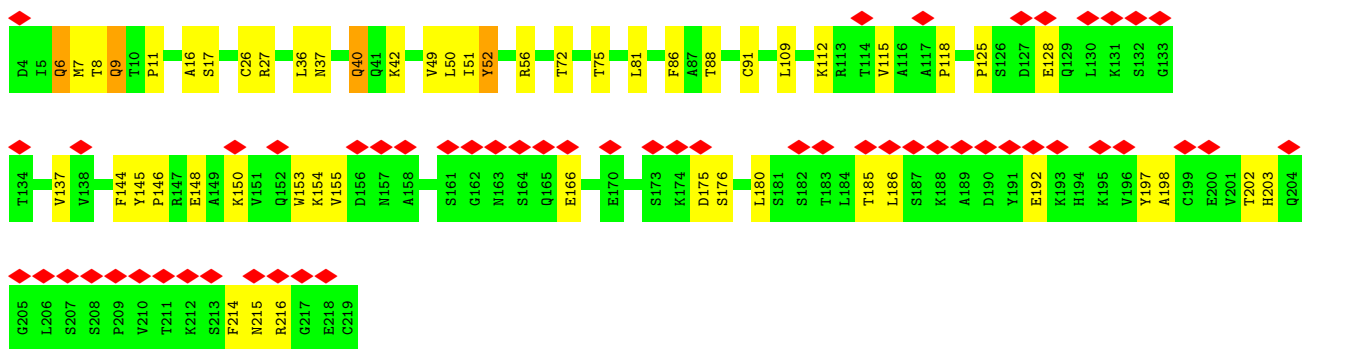 D4 I5 Q6 M7 T8 Q9 T10 P11 A16 S17 C26 R27 L36 N37 Q40 Q41 K42 V49 L50 I51 Y52 R56 T72 T75 L81 F86 A87 T88 C91 L109 K112 R113 T114 V115 A116 A117 P118 P125 S126 D127 E128 Q129 L130 K131 S132 G133
T134 V137 V138 F144 Y145 P146 R147 E148 A149 K150 V151 Q152 W153 K154 V155 D156 N157 A158 S161 G162 N163 S164 Q165 E166 E170 S173 K174 D175 S176 L180 S181 S182 T183 L184 T185 L186 S187 K188 A189 D190 Y191 E192 K193 H194 K195 V196 Y197 A198 C199 E200 V201 T202 H203 Q204
G205 L206 S207 S208 P209 V210 T211 K212 S213 F214 N215 R216 G217 E218 C219